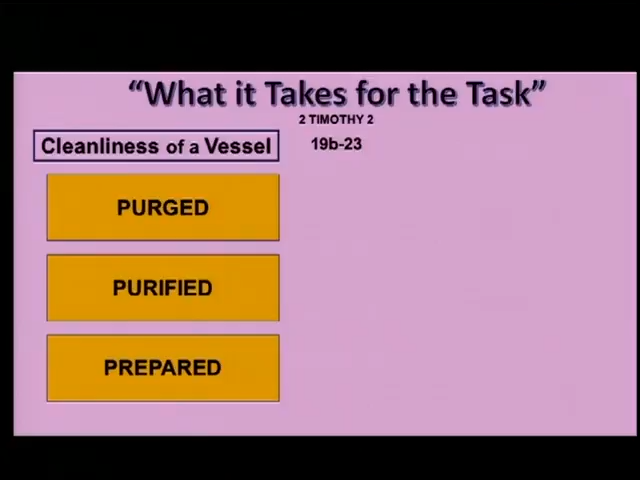 “What it Takes for the Task”
2 TIMOTHY 2
Cleanliness of a Vessel 19b-23
PURGED
PURIFIED
PREPARED